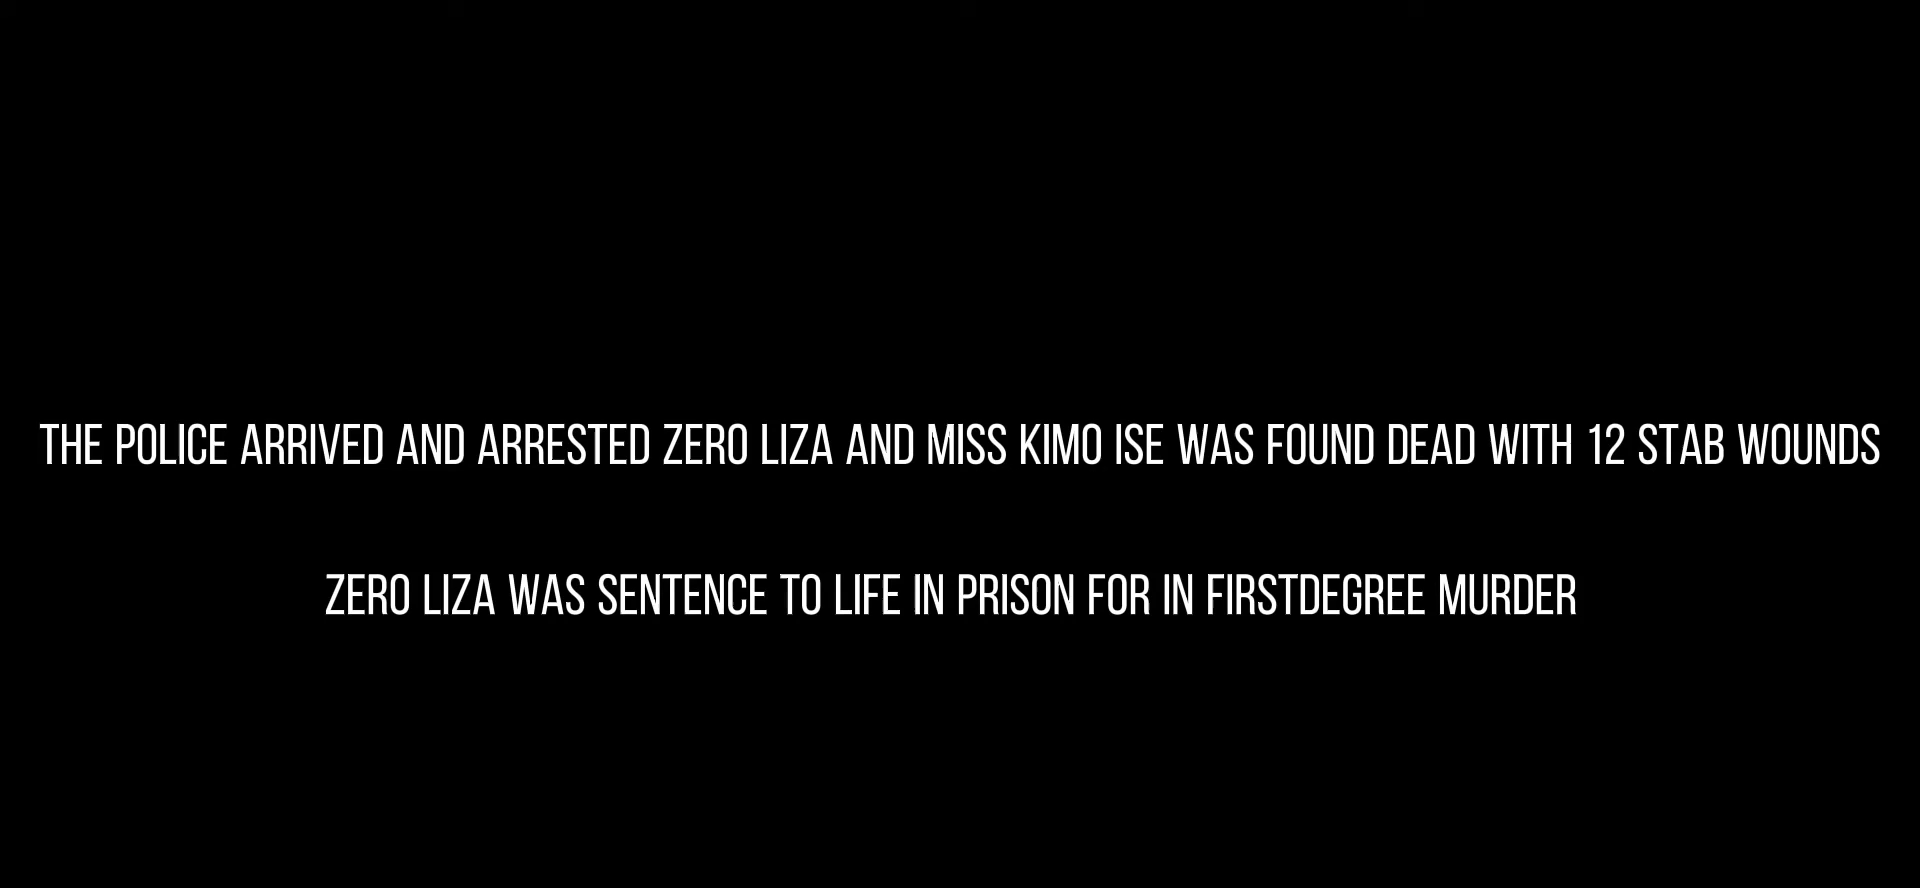 THE POLICE ARRIVED AND ARRESTED ZERO LIZA AND MISS KIMO ISE WAS FOUND DEAD WITH 12 STAB WOUNDS
ZERO LIZA WAS SENTENCE TO LIFE IN PRISON FOR IN FIRSTDEGREE MURDER